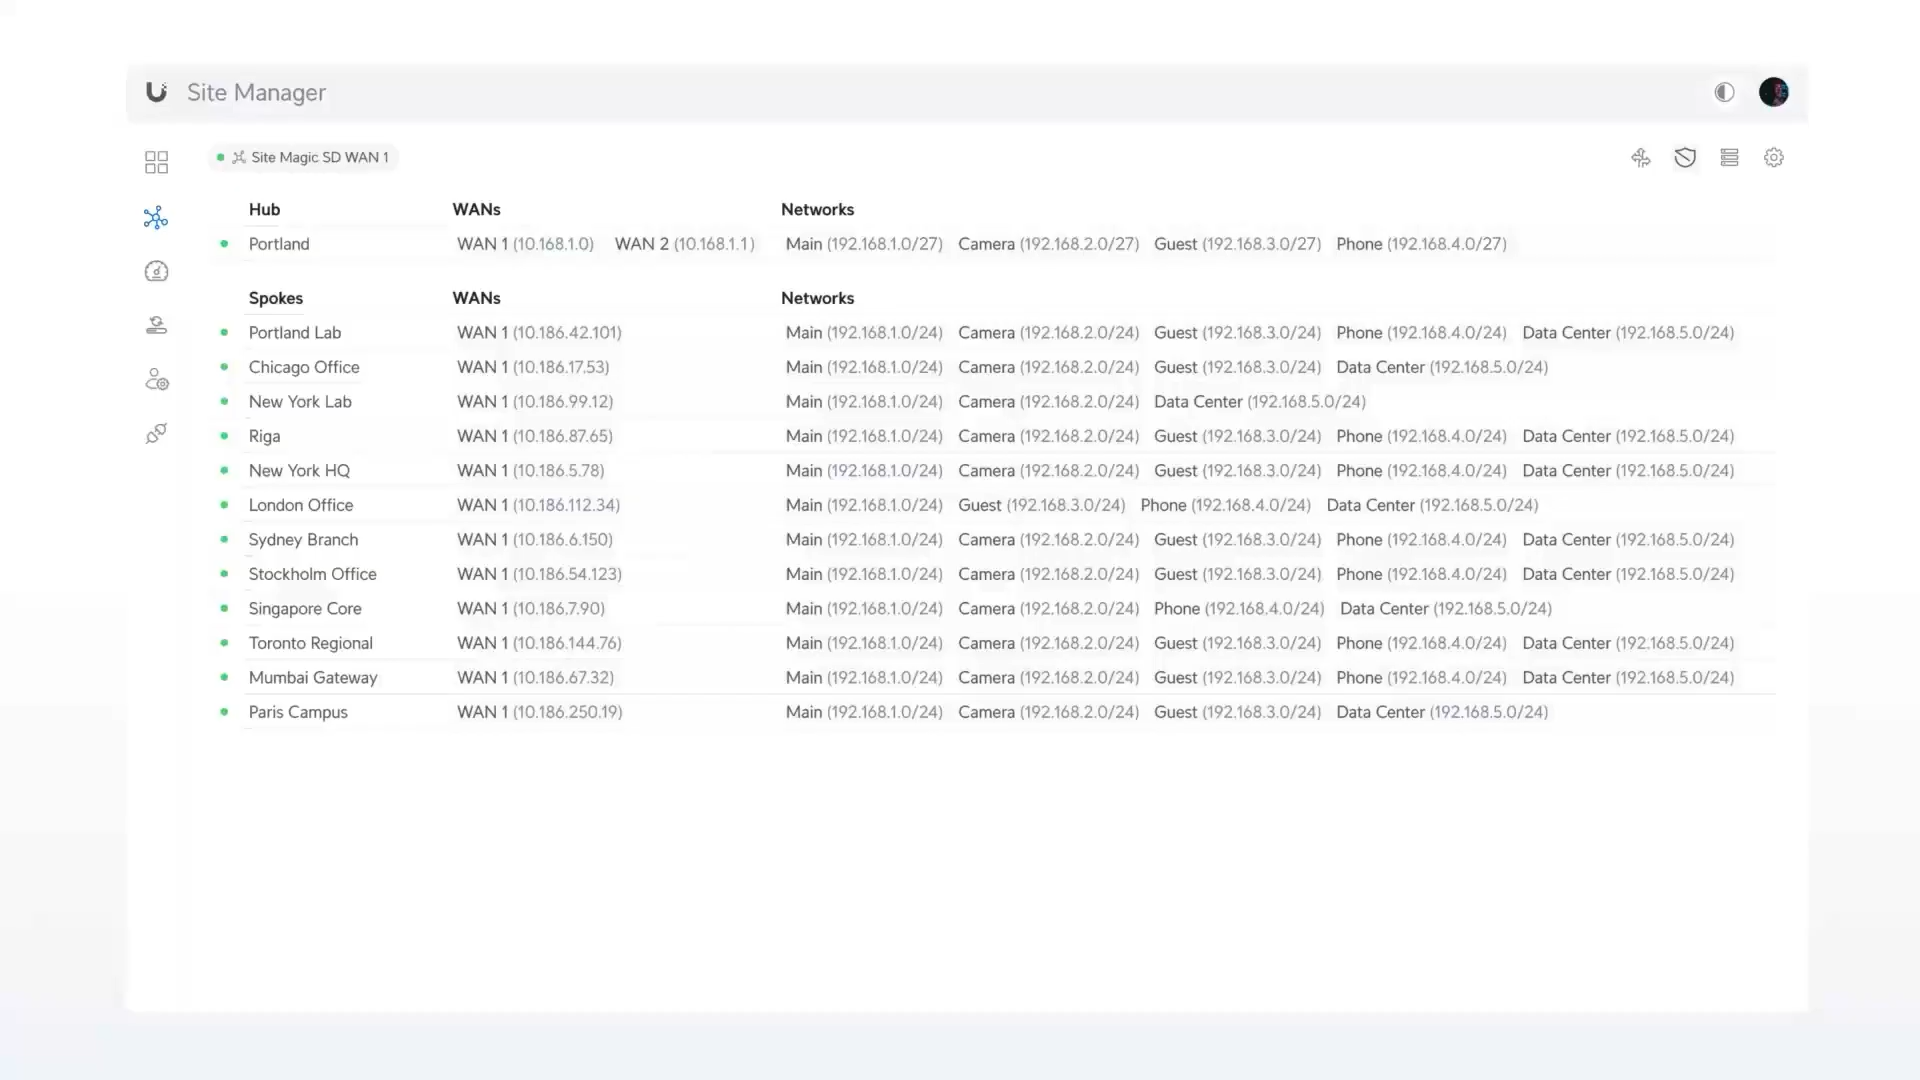 Site Manager
Site Magic SD WAN 1
Hub WANs Networks
Portland WAN 1 (10.168.1.0) WAN 2 (10.168.1.1) Main (192.168.1.0/27) Camera (192.168.2.0/27) Guest (192.168.3.0/27) Phone (192.168.4.0/27)
Spokes WANs Networks
Portland Lab WAN 1 (10.186.42.101) Main (192.168.1.0/24) Camera (192.168.2.0/24) Guest (192.168.3.0/24) Phone (192.168.4.0/24) Data Center (192.168.5.0/24)
Chicago Office WAN 1 (10.186.17.53) Main (192.168.1.0/24) Camera (192.168.2.0/24) Guest (192.168.3.0/24) Data Center (192.168.5.0/24)
New York Lab WAN 1 (10.186.99.12) Main (192.168.1.0/24) Camera (192.168.2.0/24) Data Center (192.168.5.0/24)
Riga WAN 1 (10.186.87.65) Main (192.168.1.0/24) Camera (192.168.2.0/24) Guest (192.168.3.0/24) Phone (192.168.4.0/24) Data Center (192.168.5.0/24)
New York HQ WAN 1 (10.186.5.78) Main (192.168.1.0/24) Camera (192.168.2.0/24) Guest (192.168.3.0/24) Phone (192.168.4.0/24) Data Center (192.168.5.0/24)
London Office WAN 1 (10.186.112.34) Main (192.168.1.0/24) Guest (192.168.3.0/24) Phone (192.168.4.0/24) Data Center (192.168.5.0/24)
Sydney Branch WAN 1 (10.186.6.150) Main (192.168.1.0/24) Camera (192.168.2.0/24) Guest (192.168.3.0/24) Phone (192.168.4.0/24) Data Center (192.168.5.0/24)
Stockholm Office WAN 1 (10.186.54.123) Main (192.168.1.0/24) Camera (192.168.2.0/24) Guest (192.168.3.0/24) Phone (192.168.4.0/24) Data Center (192.168.5.0/24)
Singapore Core WAN 1 (10.186.7.90) Main (192.168.1.0/24) Camera (192.168.2.0/24) Phone (192.168.4.0/24) Data Center (192.168.5.0/24)
Toronto Regional WAN 1 (10.186.144.76) Main (192.168.1.0/24) Camera (192.168.2.0/24) Guest (192.168.3.0/24) Phone (192.168.4.0/24) Data Center (192.168.5.0/24)
Mumbai Gateway WAN 1 (10.186.67.32) Main (192.168.1.0/24) Camera (192.168.2.0/24) Guest (192.168.3.0/24) Phone (192.168.4.0/24) Data Center (192.168.5.0/24)
Paris Campus WAN 1 (10.186.250.19) Main (192.168.1.0/24) Camera (192.168.2.0/24) Guest (192.168.3.0/24) Data Center (192.168.5.0/24)